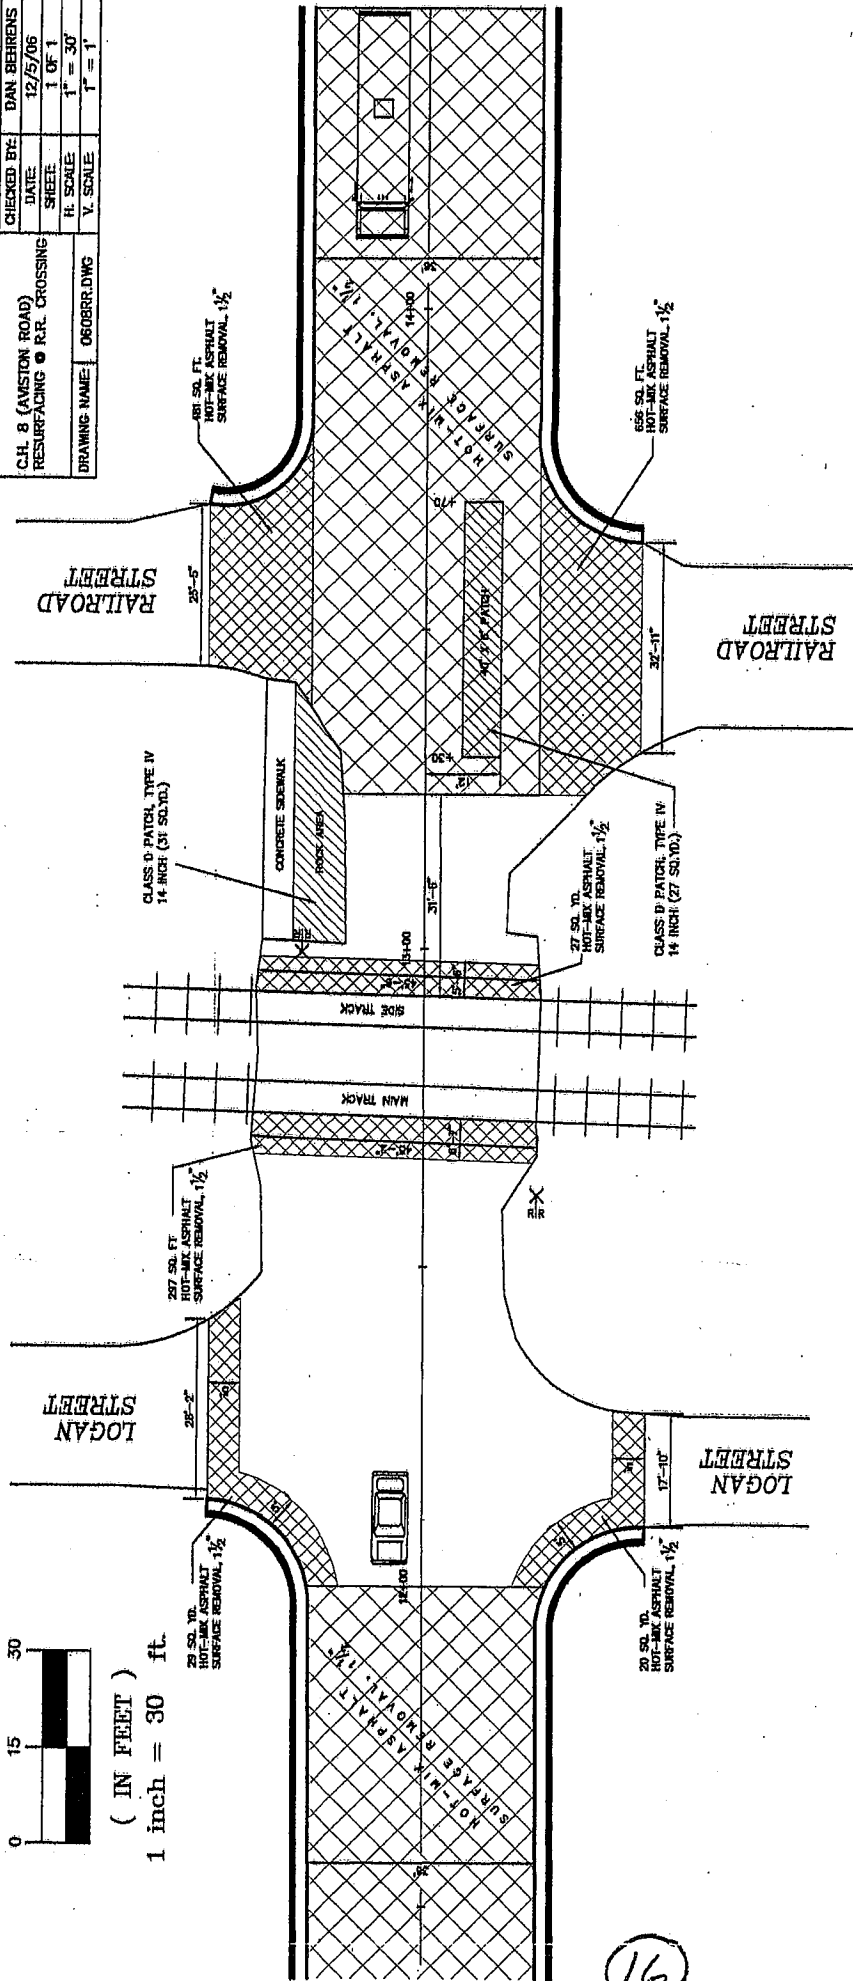 CHECKED BY: DAN BEHRENS
DATE: 12/5/06
SHEET: 1 OF 1
H. SCALE: 1" = 30'
V. SCALE: 1" = 1'
C.H. 8 (AVISTON ROAD)
RESURFACING @ R.R. CROSSING
DRAWING NAME: 0608RR.DWG
0 15 30
( IN FEET )
1 inch = 30 ft.
LOGAN
STREET
28'-2"
29 SQ. YD.
HOT-MIX ASPHALT
SURFACE REMOVAL, 1½"
297 SQ. FT.
HOT-MIX ASPHALT
SURFACE REMOVAL, 1½"
CLASS D PATCH, TYPE IV
14 INCH (31 SQ.YD.)
CONCRETE SIDEWALK
ROCK AREA
RAILROAD
STREET
481 SQ. FT.
HOT-MIX ASPHALT
SURFACE REMOVAL, 1½"
HOT-MIX ASPHALT
SURFACE REMOVAL, 1½"
36'
12+00
MAIN TRACK
SIDE TRACK
13+00
31'-6"
+30
12'
40' X 6' PATCH
+70
HOT-MIX ASPHALT
SURFACE REMOVAL, 1½"
14+00
36'
20 SQ. YD.
HOT-MIX ASPHALT
SURFACE REMOVAL, 1½"
17'-10"
LOGAN
STREET
27 SQ. YD.
HOT-MIX ASPHALT
SURFACE REMOVAL, 1½"
CLASS D PATCH, TYPE IV
14 INCH (27 SQ.YD.)
32'-11"
RAILROAD
STREET
656 SQ. FT.
HOT-MIX ASPHALT
SURFACE REMOVAL, 1½"
16